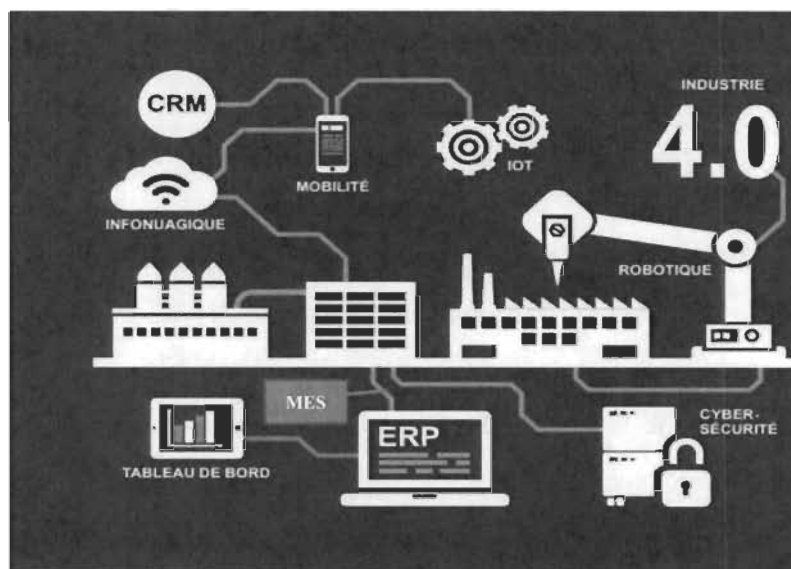 CRM
INDUSTRIE
4.0
MOBILITÉ
IOT
INFONUAGIQUE
ROBOTIQUE
MES
ERP
CYBER-
SÉCURITÉ
TABLEAU DE BORD